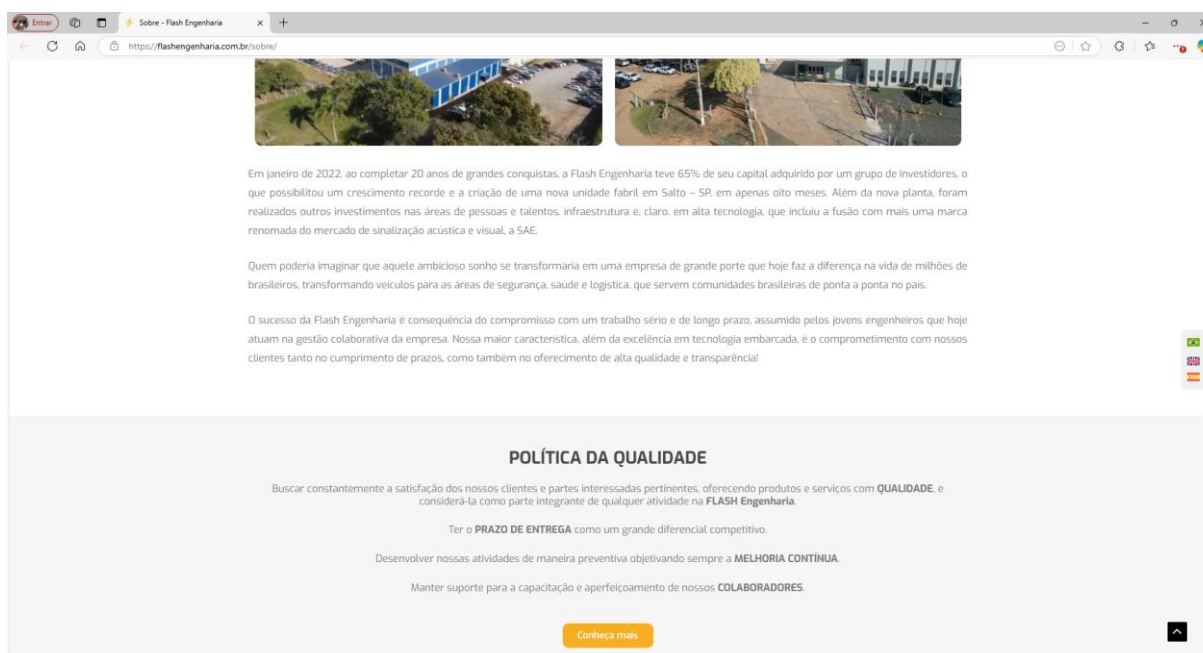 Entrar
Sobre - Flash Engenharia
https://flashengenharia.com.br/sobre/
Em janeiro de 2022, ao completar 20 anos de grandes conquistas, a Flash Engenharia teve 65% de seu capital adquirido por um grupo de investidores, o
que possibilitou um crescimento recorde e a criação de uma nova unidade fabril em Salto – SP, em apenas oito meses. Além da nova planta, foram
realizados outros investimentos nas áreas de pessoas e talentos, infraestrutura e, claro, em alta tecnologia, que incluiu a fusão com mais uma marca
renomada do mercado de sinalização acústica e visual, a SAE.
Quem poderia imaginar que aquele ambicioso sonho se transformaria em uma empresa de grande porte que hoje faz a diferença na vida de milhões de
brasileiros, transformando veículos para as áreas de segurança, saúde e logística, que servem comunidades brasileiras de ponta a ponta no país.
O sucesso da Flash Engenharia é consequência do compromisso com um trabalho sério e de longo prazo, assumido pelos jovens engenheiros que hoje
atuam na gestão colaborativa da empresa. Nossa maior característica, além da excelência em tecnologia embarcada, é o comprometimento com nossos
clientes tanto no cumprimento de prazos, como também no oferecimento de alta qualidade e transparência!
POLÍTICA DA QUALIDADE
Buscar constantemente a satisfação dos nossos clientes e partes interessadas pertinentes, oferecendo produtos e serviços com QUALIDADE, e
considerá-la como parte integrante de qualquer atividade na FLASH Engenharia.
Ter o PRAZO DE ENTREGA como um grande diferencial competitivo.
Desenvolver nossas atividades de maneira preventiva objetivando sempre a MELHORIA CONTÍNUA.
Manter suporte para a capacitação e aperfeiçoamento de nossos COLABORADORES.
Conheça mais